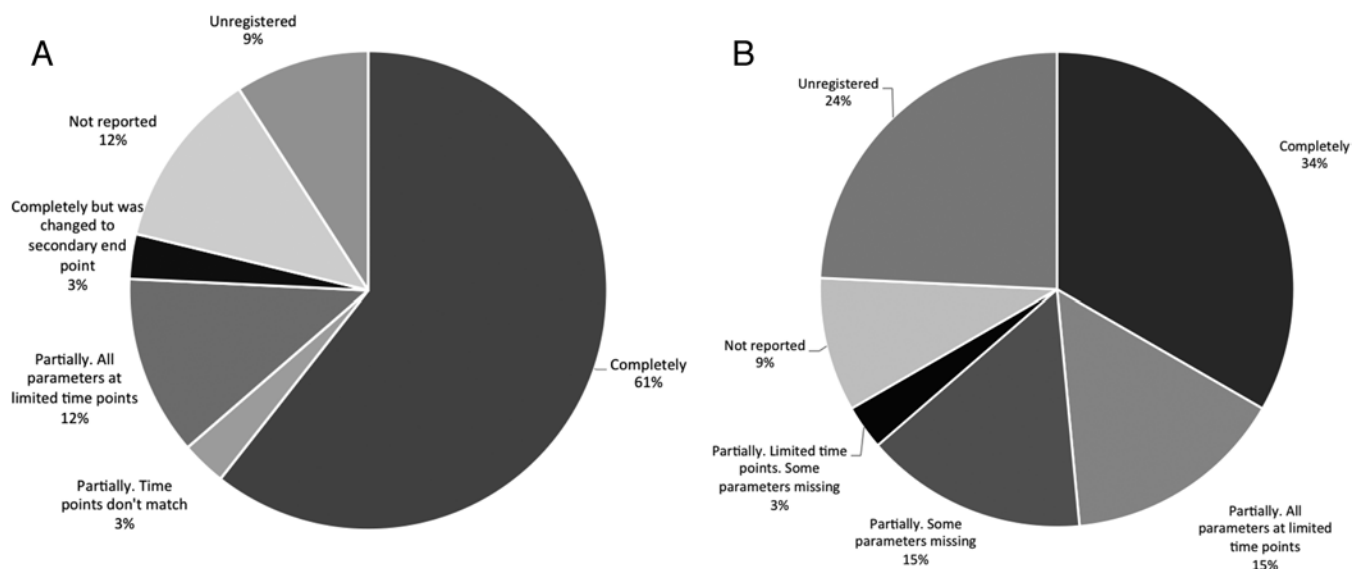 A
Unregistered
9%
Not reported
12%
Completely but was
changed to
secondary end
point
3%
Partially. All
parameters at
limited time points
12%
Partially. Time
points don't match
3%
Completely
61%
B
Unregistered
24%
Completely
34%
Not reported
9%
Partially. Limited time
points. Some
parameters missing
3%
Partially. Some
parameters missing
15%
Partially. All
parameters at limited
time points
15%